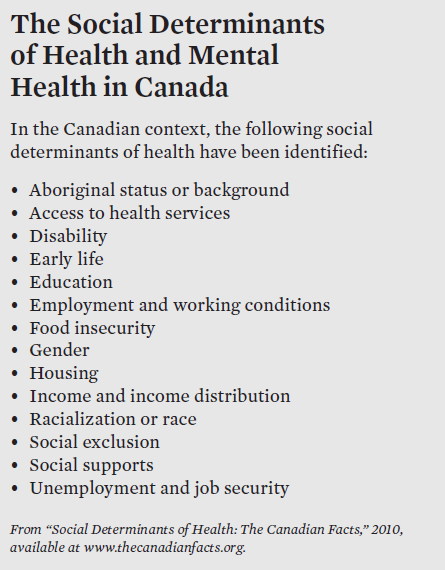 The Social Determinants
of Health and Mental
Health in Canada
In the Canadian context, the following social
determinants of health have been identified:
• Aboriginal status or background
• Access to health services
• Disability
• Early life
• Education
• Employment and working conditions
• Food insecurity
• Gender
• Housing
• Income and income distribution
• Racialization or race
• Social exclusion
• Social supports
• Unemployment and job security
From “Social Determinants of Health: The Canadian Facts,” 2010,
available at www.thecanadianfacts.org.